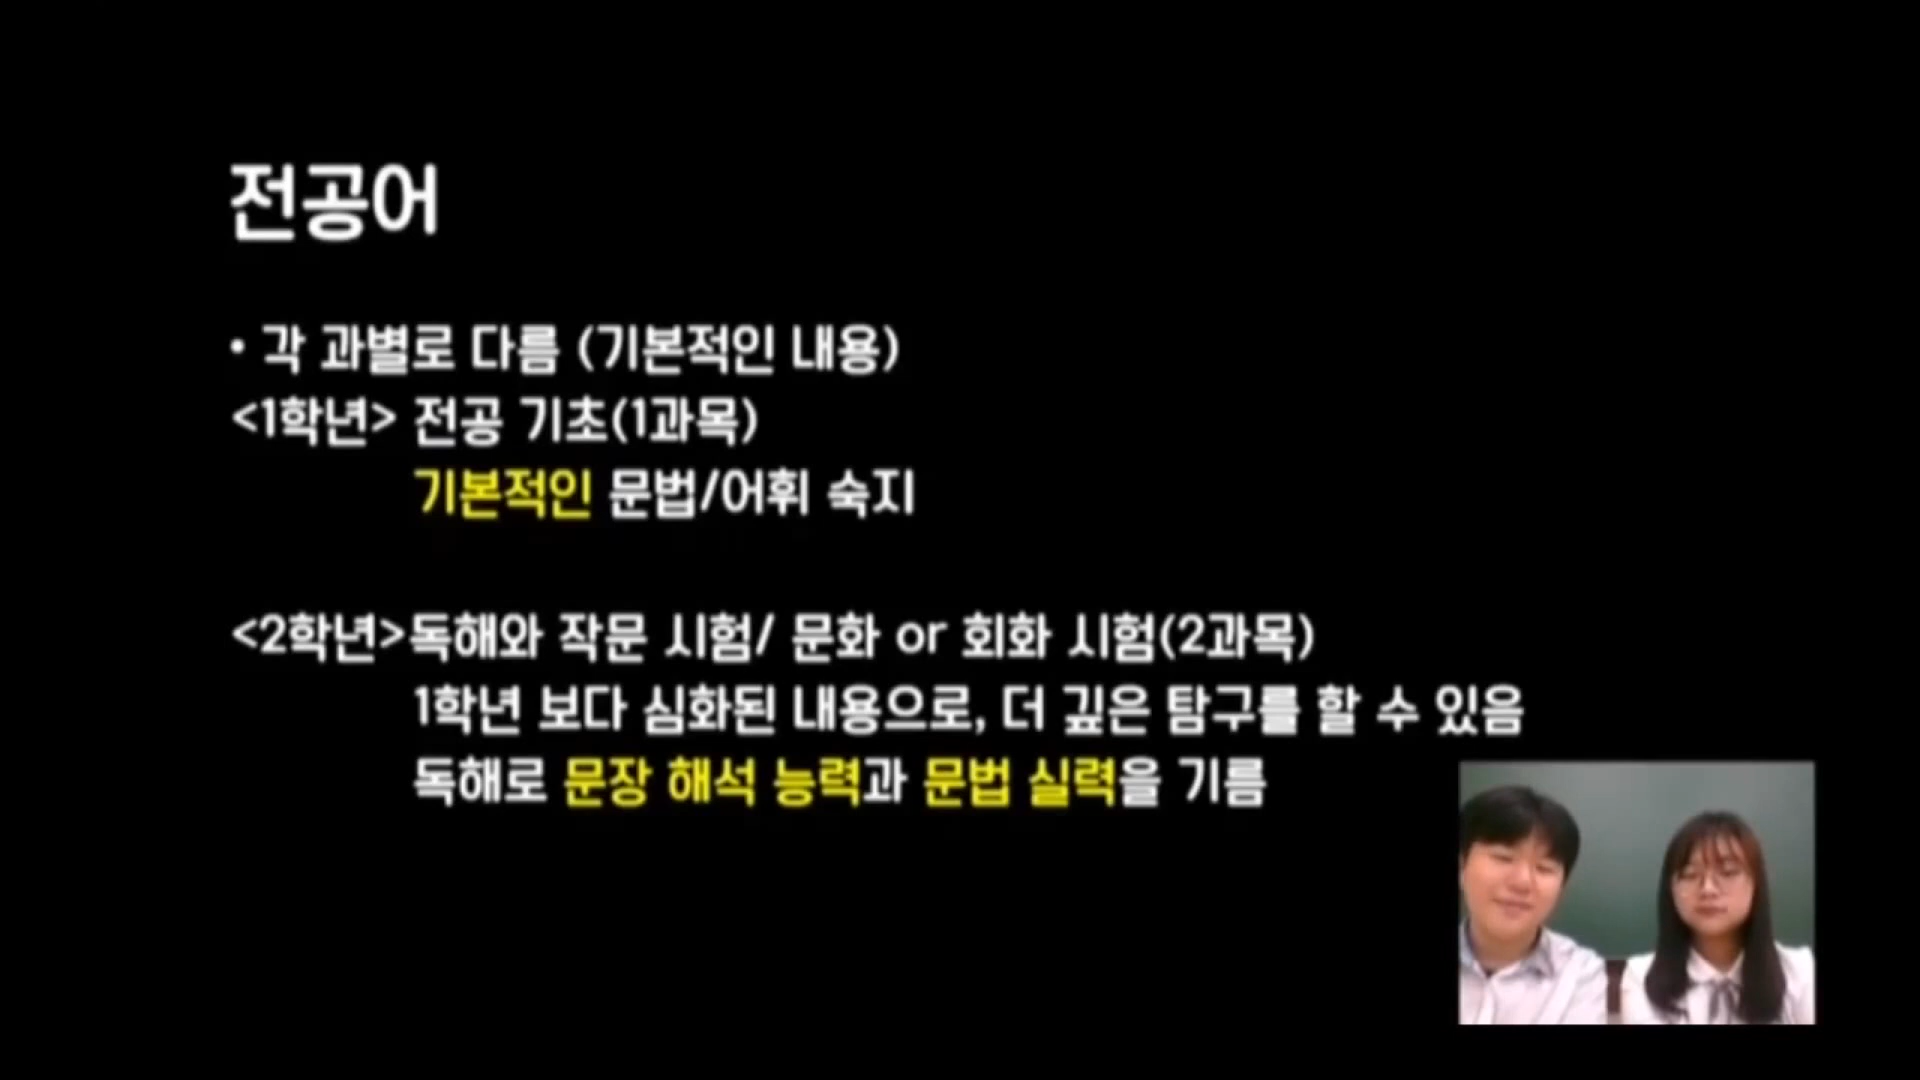 전공어
• 각 과별로 다름 (기본적인 내용)
<1학년> 전공 기초(1과목)
기본적인 문법/어휘 숙지
<2학년>독해와 작문 시험/ 문화 or 회화 시험(2과목)
1학년 보다 심화된 내용으로, 더 깊은 탐구를 할 수 있음
독해로 문장 해석 능력과 문법 실력을 기름